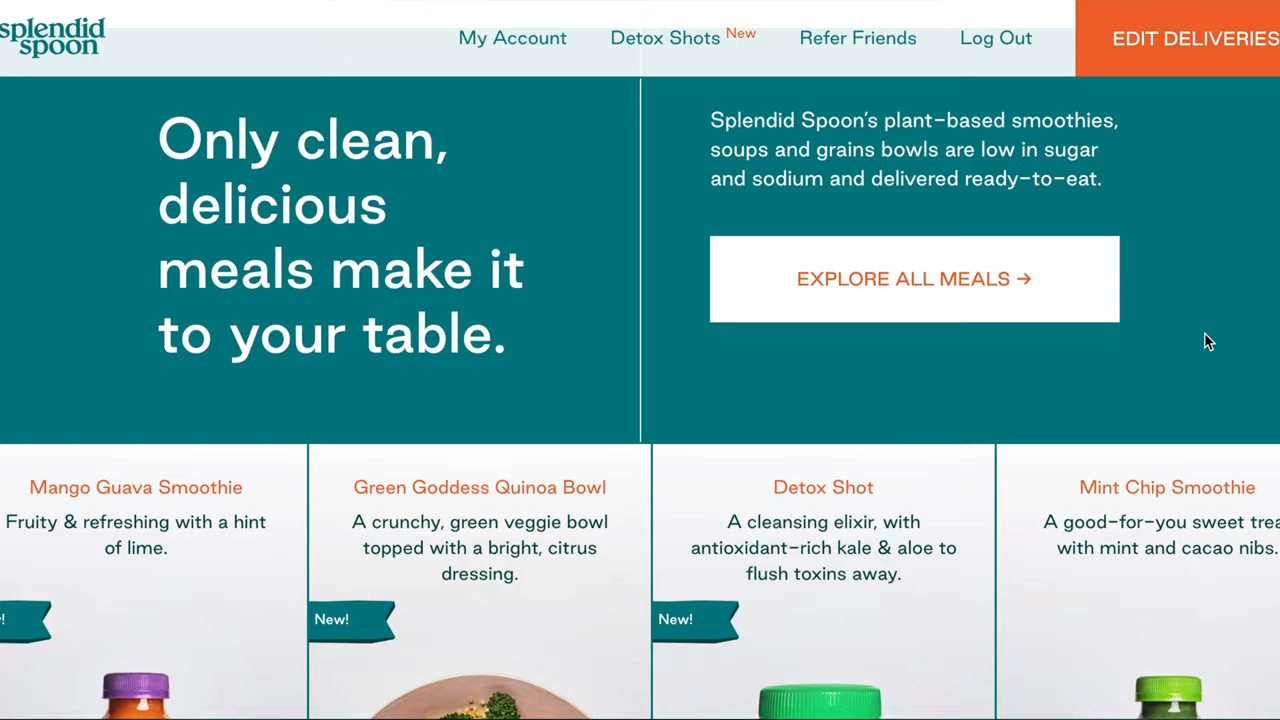 splendid
spoon
My Account
Detox Shots New
Refer Friends
Log Out
EDIT DELIVERIES
Only clean,
delicious
meals make it
to your table.
Splendid Spoon's plant-based smoothies,
soups and grains bowls are low in sugar
and sodium and delivered ready-to-eat.
EXPLORE ALL MEALS →
Mango Guava Smoothie
Fruity & refreshing with a hint
of lime.
Green Goddess Quinoa Bowl
A crunchy, green veggie bowl
topped with a bright, citrus
dressing.
New!
Detox Shot
A cleansing elixir, with
antioxidant-rich kale & aloe to
flush toxins away.
New!
Mint Chip Smoothie
A good-for-you sweet
with mint and cacao nibs.